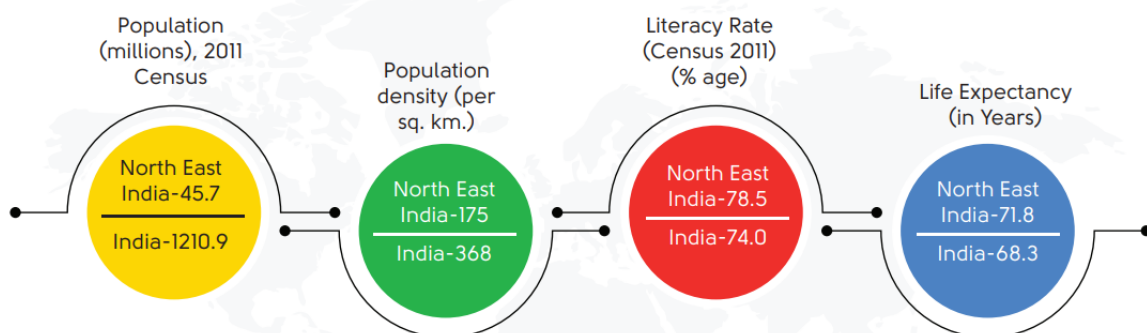 Population
(millions), 2011
Census
North East
India-45.7
India-1210.9
Population
density (per
sq. km.)
North East
India-175
India-368
Literacy Rate
(Census 2011)
(% age)
North East
India-78.5
India-74.0
Life Expectancy
(in Years)
North East
India-71.8
India-68.3